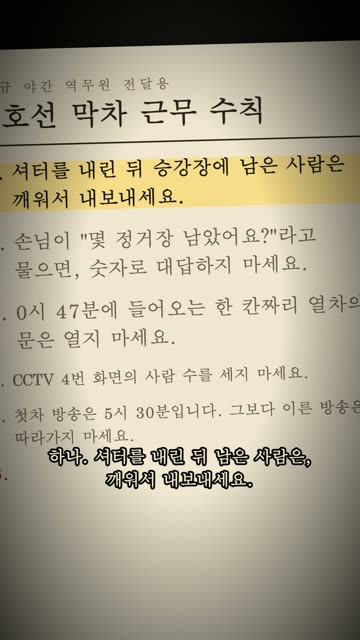 규 야간 역무원 전달용
호선 막차 근무 수칙
. 셔터를 내린 뒤 승강장에 남은 사람은
깨워서 내보내세요.
. 손님이 "몇 정거장 남았어요?"라고
물으면, 숫자로 대답하지 마세요.
. 0시 47분에 들어오는 한 칸짜리 열차의
문은 열지 마세요.
. CCTV 4번 화면의 사람 수를 세지 마세요.
. 첫차 방송은 5시 30분입니다. 그보다 이른 방송은
따라가지 마세요.
하나. 셔터를 내린 뒤 남은 사람은,
깨워서 내보내세요.